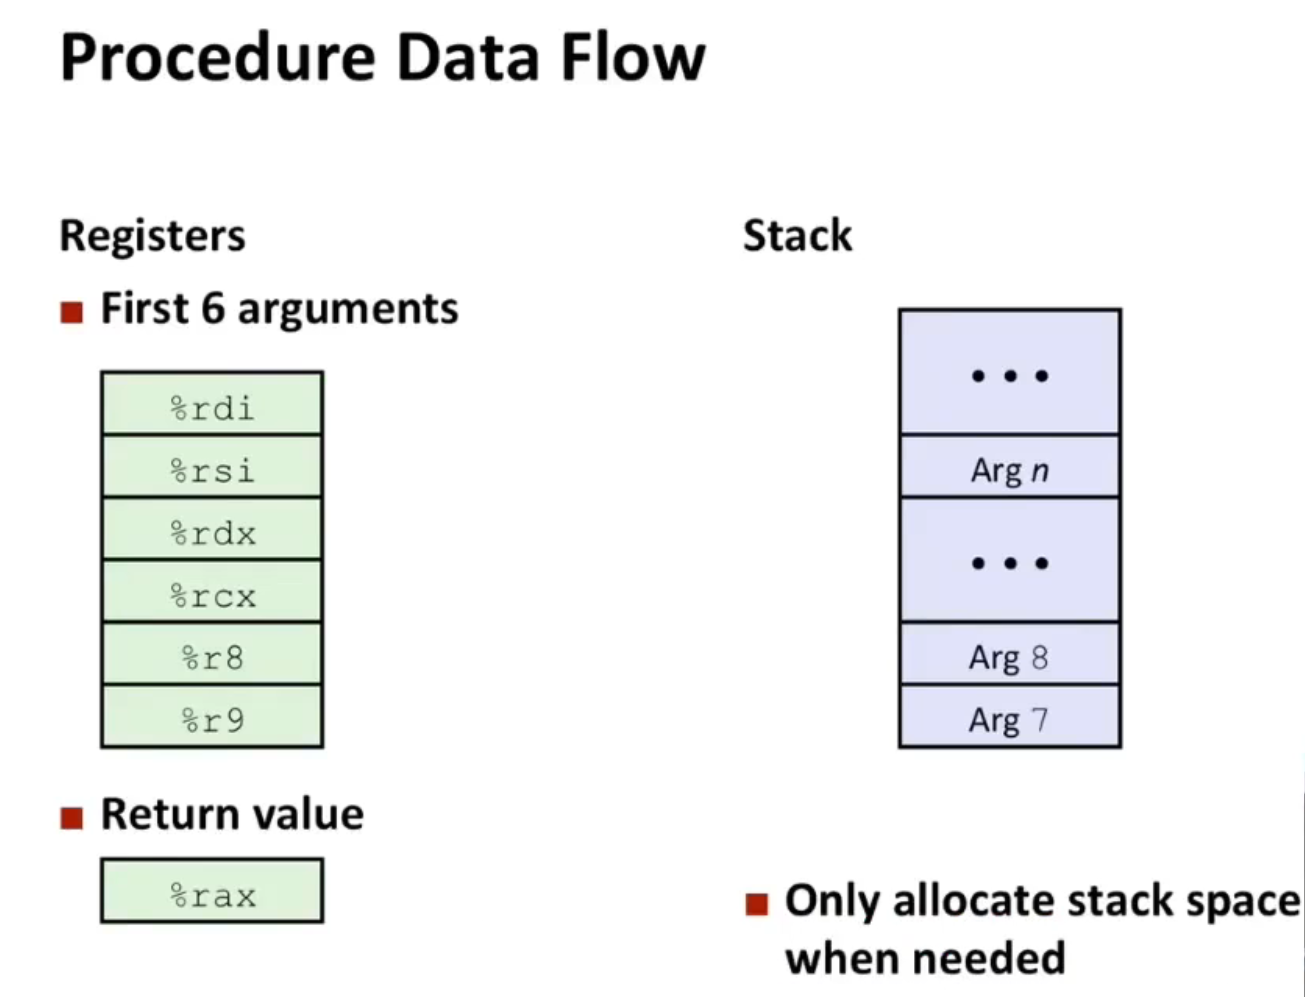 Procedure Data Flow
Registers
■ First 6 arguments
%rdi
%rsi
%rdx
%rcx
%r8
%r9
■ Return value
%rax
Stack
• • •
Arg n
• • •
Arg 8
Arg 7
■ Only allocate stack space
when needed